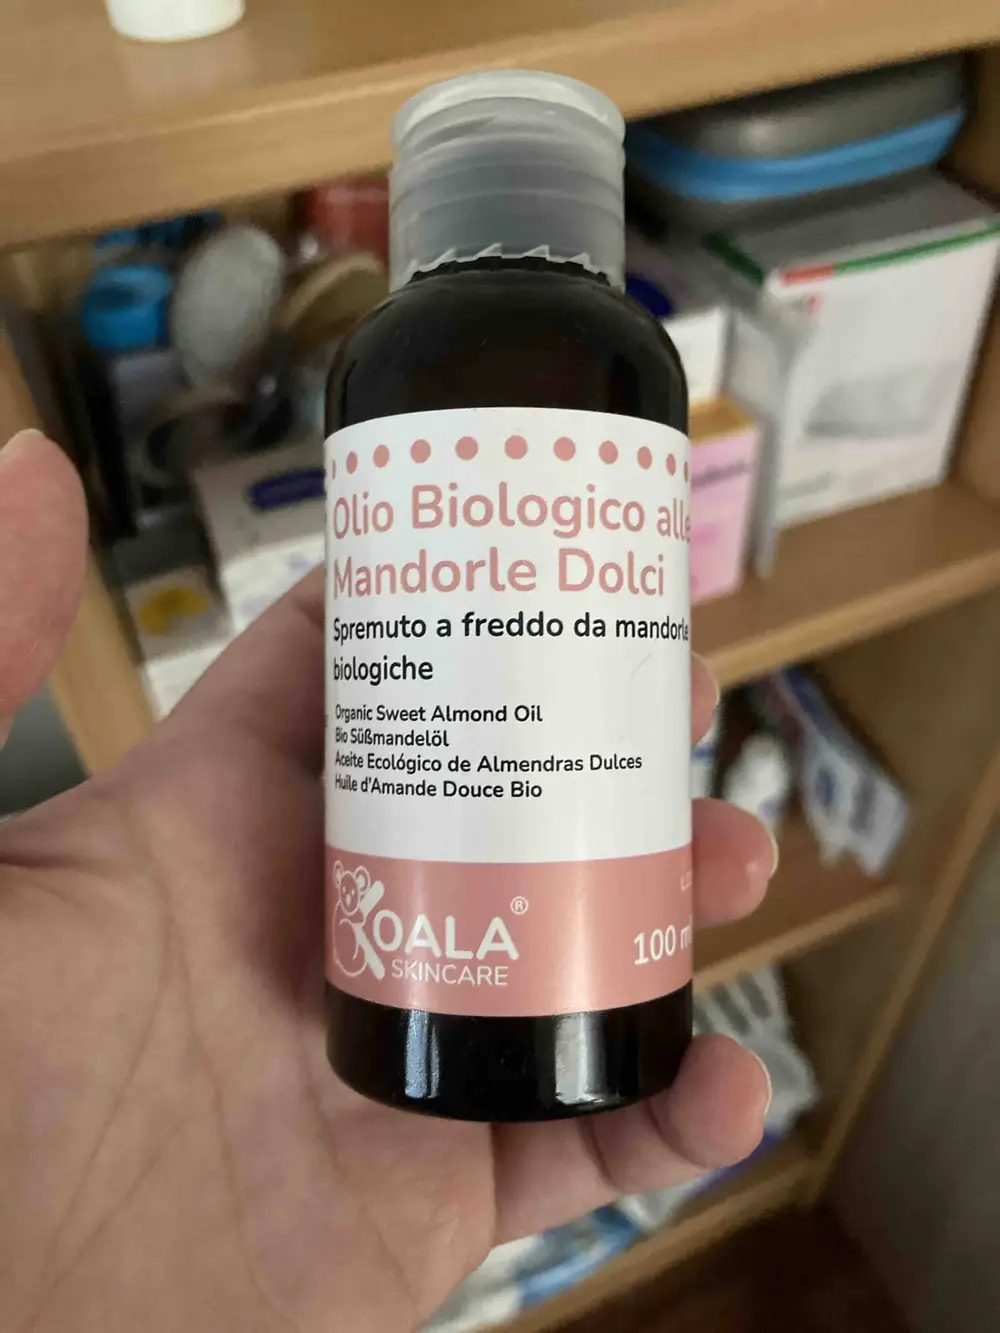 Olio Biologico alle
Mandorle Dolci
Spremuto a freddo da mandorle
biologiche
Organic Sweet Almond Oil
Bio Süßmandelöl
Aceite Ecológico de Almendras Dulces
Huile d'Amande Douce Bio
KOALA®
SKINCARE
100 ml